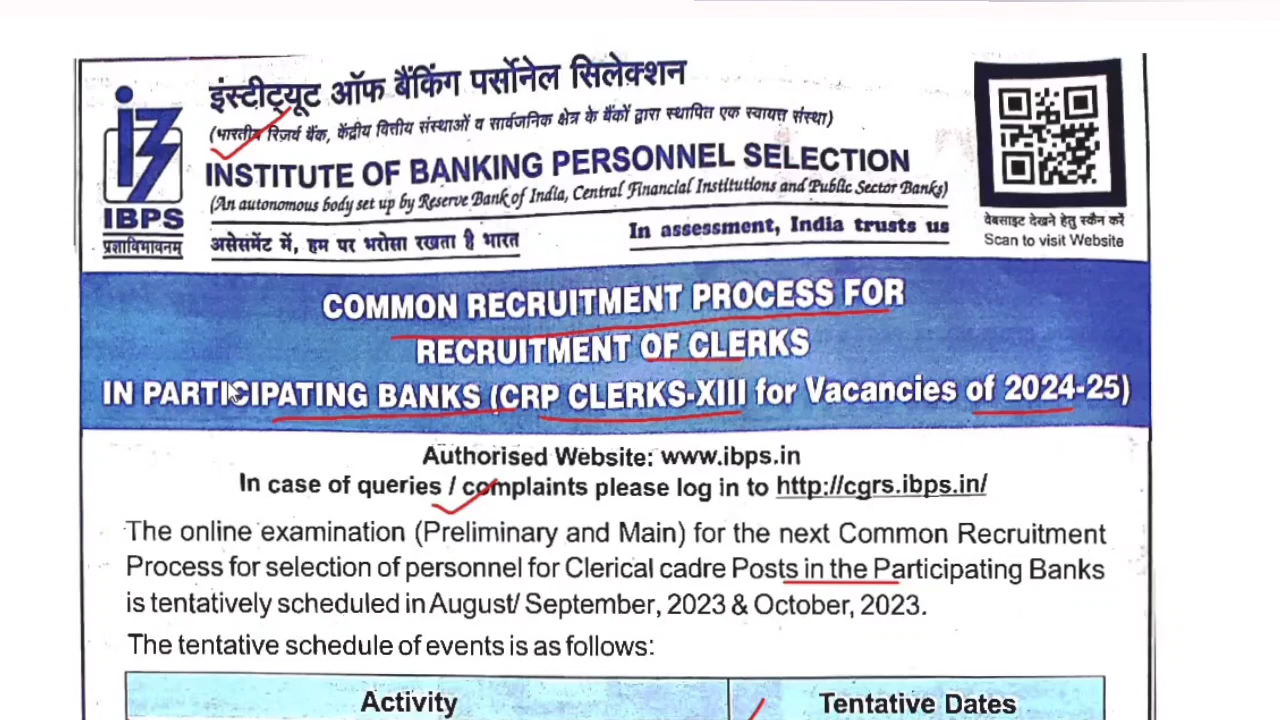 इंस्टीट्यूट ऑफ बैंकिंग पर्सोनेल सिलेक्शन
(भारतीय रिज़र्व बैंक, केंद्रीय वित्तीय संस्थाओं व सार्वजनिक क्षेत्र के बैंकों द्वारा स्थापित एक स्वायत्त संस्था)
INSTITUTE OF BANKING PERSONNEL SELECTION
(An autonomous body set up by Reserve Bank of India, Central Financial Institutions and Public Sector Banks)
IBPS
प्रज्ञाविभावनम्
असेसमेंट में, हम पर भरोसा रखता है भारत
In assessment, India trusts us
वेबसाइट देखने हेतु स्कैन करें
Scan to visit Website
COMMON RECRUITMENT PROCESS FOR
RECRUITMENT OF CLERKS
IN PARTICIPATING BANKS (CRP CLERKS-XIII for Vacancies of 2024-25)
Authorised Website: www.ibps.in
In case of queries / complaints please log in to http://cgrs.ibps.in/
The online examination (Preliminary and Main) for the next Common Recruitment
Process for selection of personnel for Clerical cadre Posts in the Participating Banks
is tentatively scheduled in August/ September, 2023 & October, 2023.
The tentative schedule of events is as follows:
Activity
Tentative Dates